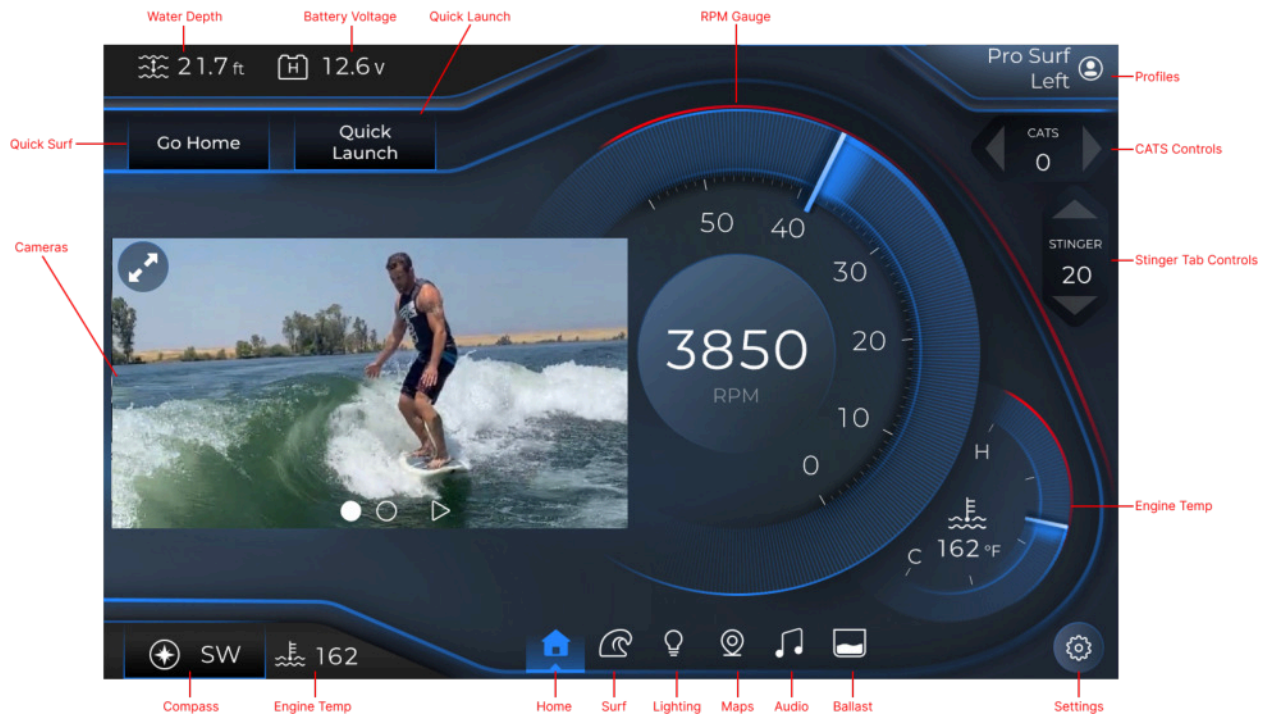 Water Depth
Battery Voltage
Quick Launch
RPM Gauge
21.7 ft
H
12.6 v
Pro Surf
Left
Profiles
Quick Surf
Go Home
Quick
Launch
CATS
0
CATS Controls
50
40
30
20
10
0
Cameras
STINGER
20
Stinger Tab Controls
3850
RPM
H
C
162 °F
Engine Temp
SW
162
Compass
Engine Temp
Home
Surf
Lighting
Maps
Audio
Ballast
Settings